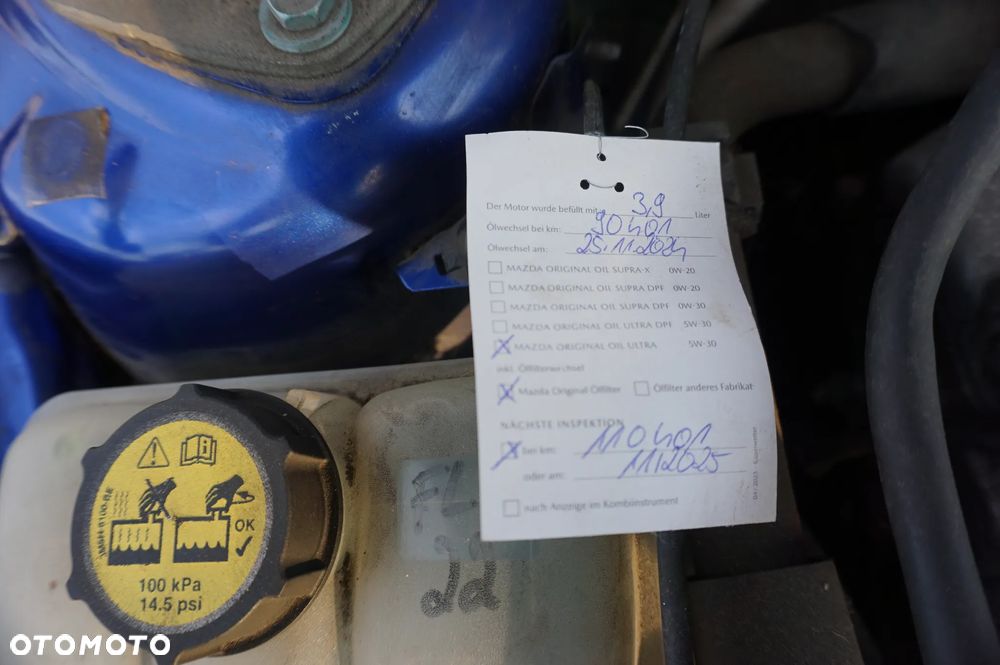 Der Motor wurde befüllt mit: 3,9 Liter
Ölwechsel bei km: 90401
Ölwechsel am: 25.11.2024
MAZDA ORIGINAL OIL SUPRA-X 0W-20
MAZDA ORIGINAL OIL SUPRA DPF 0W-20
MAZDA ORIGINAL OIL SUPRA DPF 0W-30
MAZDA ORIGINAL OIL ULTRA DPF 5W-30
MAZDA ORIGINAL OIL ULTRA 5W-30
inkl. Ölfilterwechsel
Mazda Original Ölfilter Ölfilter anderes Fabrikat
NÄCHSTE INSPEKTION
bei km: 110401
oder am: 11.2025
nach Anzeige im Kombiinstrument
OK
100 kPa
14.5 psi
OTOMOTO